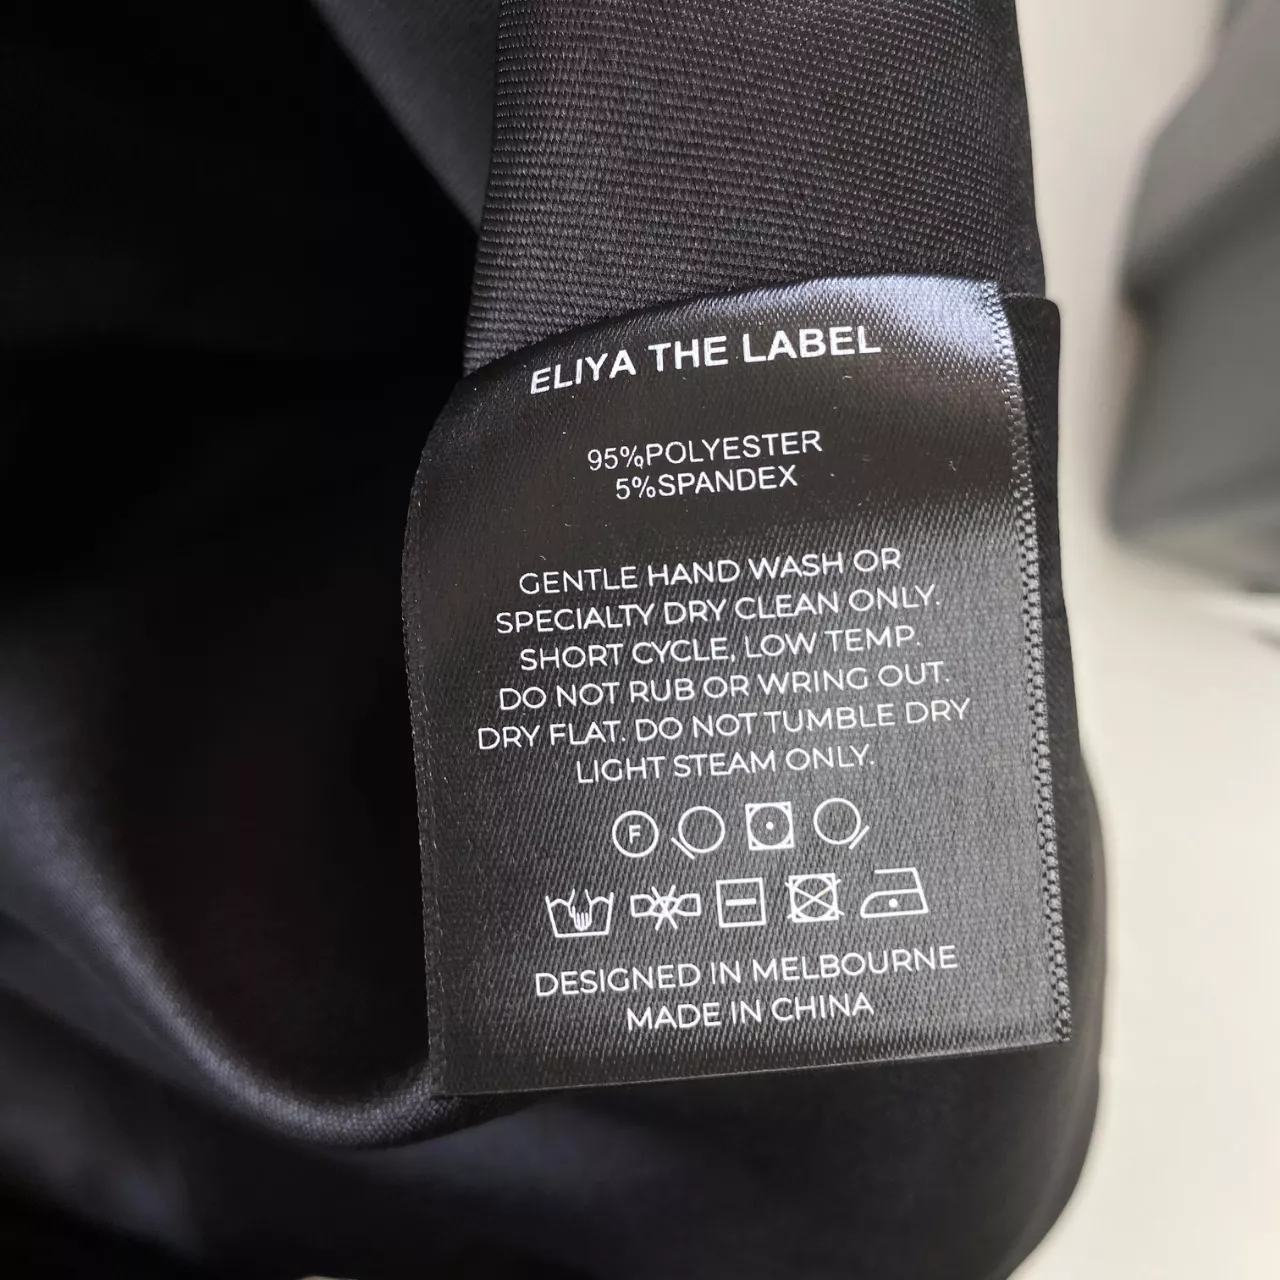 ELIYA THE LABEL
95%POLYESTER
5%SPANDEX
GENTLE HAND WASH OR
SPECIALTY DRY CLEAN ONLY.
SHORT CYCLE, LOW TEMP.
DO NOT RUB OR WRING OUT.
DRY FLAT. DO NOT TUMBLE DRY
LIGHT STEAM ONLY.
F
DESIGNED IN MELBOURNE
MADE IN CHINA